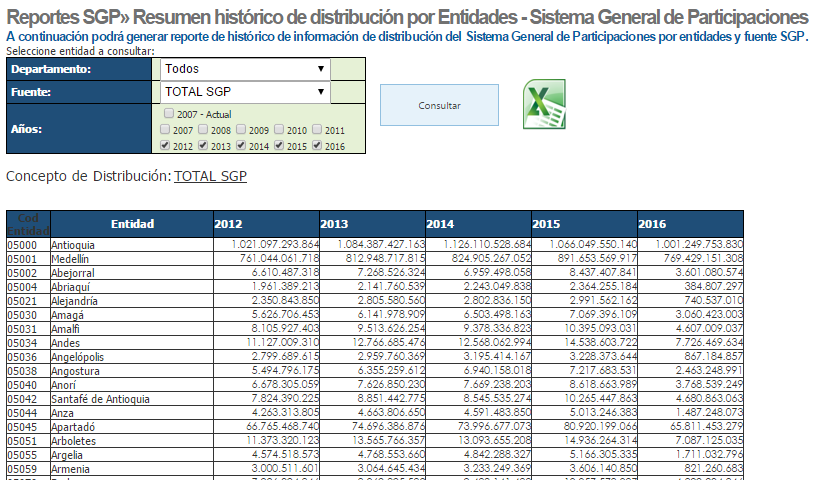 Reportes SGP» Resumen histórico de distribución por Entidades - Sistema General de Participaciones
A continuación podrá generar reporte de histórico de información de distribución del Sistema General de Participaciones por entidades y fuente SGP.
Seleccione entidad a consultar:
Departamento: Todos
Fuente: TOTAL SGP
Consultar
Años: 2007 - Actual
2007 2008 2009 2010 2011
2012 2013 2014 2015 2016
Concepto de Distribución: TOTAL SGP
Cod Entidad Entidad 2012 2013 2014 2015 2016
05000 Antioquia 1.021.097.293.864 1.084.387.427.163 1.126.110.528.684 1.066.049.550.140 1.001.249.753.830
05001 Medellín 761.044.061.718 812.948.717.815 824.905.267.052 891.653.569.917 769.429.151.308
05002 Abejorral 6.610.487.318 7.268.526.324 6.959.498.058 8.437.407.841 3.601.080.574
05004 Abriaquí 1.961.389.213 2.141.760.539 2.243.049.838 2.364.255.184 384.807.297
05021 Alejandría 2.350.843.850 2.805.580.560 2.802.836.150 2.991.562.162 740.537.010
05030 Amagá 5.626.706.453 6.141.978.909 6.503.498.163 7.069.396.109 3.060.423.003
05031 Amalfi 8.105.927.403 9.513.626.254 9.378.336.823 10.395.093.031 4.607.009.037
05034 Andes 11.127.009.310 12.766.685.476 12.568.062.994 14.538.603.722 7.726.469.634
05036 Angelópolis 2.799.689.615 2.959.760.369 3.195.414.167 3.228.373.644 867.184.857
05038 Angostura 5.494.796.175 6.355.259.612 6.940.158.018 7.217.683.531 2.463.248.991
05040 Anorí 6.678.305.059 7.626.850.230 7.669.238.203 8.618.663.989 3.768.539.249
05042 Santafé de Antioquia 7.824.390.225 8.851.442.775 8.545.535.274 10.265.447.863 4.680.863.063
05044 Anza 4.263.313.805 4.663.806.650 4.591.483.850 5.013.246.383 1.487.248.073
05045 Apartadó 66.765.468.740 74.696.386.876 73.996.677.073 80.920.199.066 65.811.453.279
05051 Arboletes 11.373.320.123 13.565.766.357 13.093.655.208 14.936.264.314 7.087.125.035
05055 Argelia 4.574.518.573 4.768.553.660 4.842.288.327 5.166.305.335 1.711.032.796
05059 Armenia 3.000.511.601 3.064.645.434 3.233.249.369 3.606.140.850 821.260.683